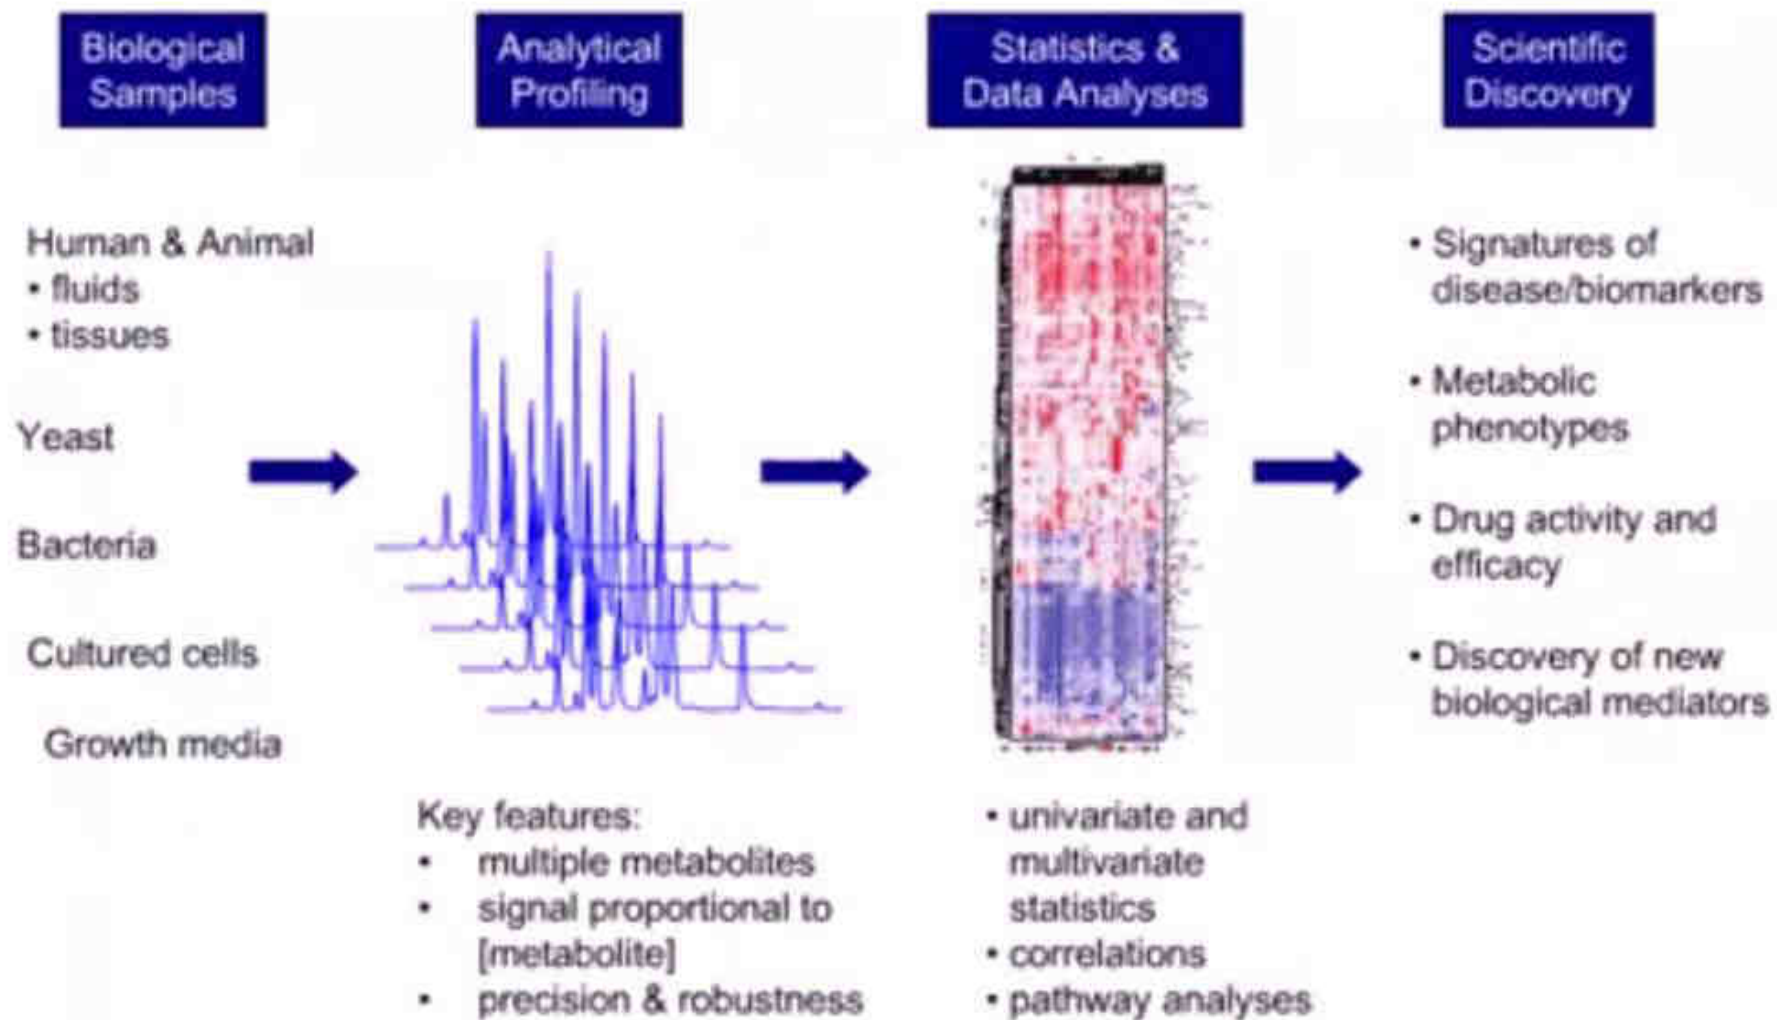 Biological
Samples
Analytical
Profiling
Statistics &
Data Analyses
Scientific
Discovery
Human & Animal
• fluids
• tissues
Yeast
Bacteria
Cultured cells
Growth media
Key features:
• multiple metabolites
• signal proportional to
[metabolite]
• precision & robustness
• univariate and
multivariate
statistics
• correlations
• pathway analyses
• Signatures of
disease/biomarkers
• Metabolic
phenotypes
• Drug activity and
efficacy
• Discovery of new
biological mediators